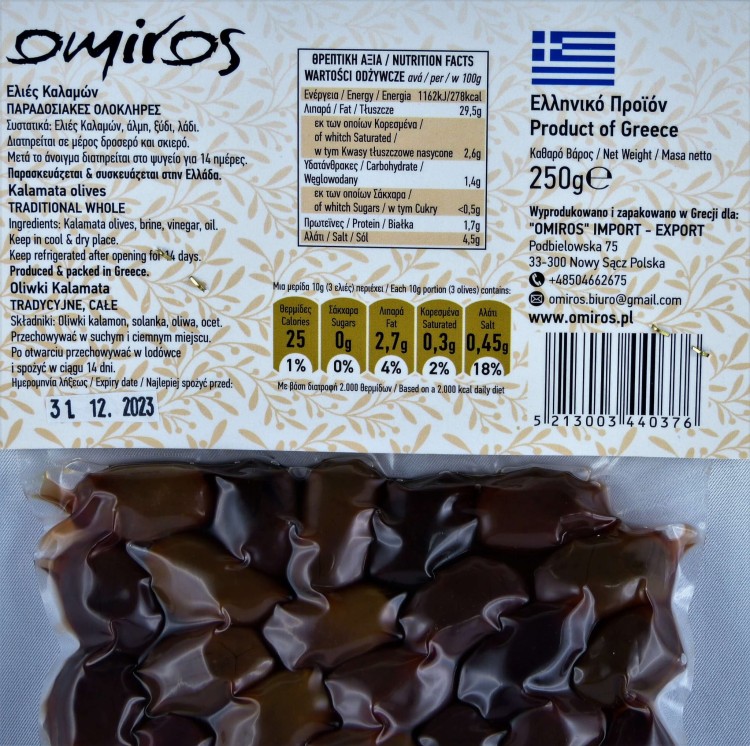 omiros
Ελιές Καλαμών
ΠΑΡΑΔΟΣΙΑΚΕΣ ΟΛΟΚΛΗΡΕΣ
Συστατικά: Ελιές Καλαμών, άλμη, ξύδι, λάδι.
Διατηρείται σε μέρος δροσερό και σκιερό.
Μετά το άνοιγμα διατηρείται στο ψυγείο για 14 ημέρες.
Παρασκευάζεται & συσκευάζεται στην Ελλάδα.
Kalamata olives
TRADITIONAL WHOLE
Ingredients: Kalamata olives, brine, vinegar, oil.
Keep in cool & dry place.
Keep refrigerated after opening for 14 days.
Produced & packed in Greece.
Oliwki Kalamata
TRADYCYJNE, CAŁE
Składniki: Oliwki kalamon, solanka, oliwa, ocet.
Przechowywać w suchym i ciemnym miejscu.
Po otwarciu przechowywać w lodówce
i spożyć w ciągu 14 dni.
Ημερομηνία λήξεως / Expiry date / Najlepiej spożyć przed:
31 12. 2023
ΘΡΕΠΤΙΚΗ ΑΞΙΑ / NUTRITION FACTS
WARTOŚCI ODŻYWCZE ανά / per / w 100g
Ενέργεια / Energy / Energia 1162kJ/278kcal
Λιπαρά / Fat / Tłuszcze 29,5g
εκ των οποίων Κορεσμένα /
of whitch Saturated /
w tym Kwasy tłuszczowe nasycone 2,6g
Υδατάνθρακες / Carbohydrate /
Węglowodany 1,4g
εκ των οποίων Σάκχαρα /
of whitch Sugars / w tym Cukry <0,5g
Πρωτεϊνες / Protein / Białka 1,7g
Αλάτι / Salt / Sól 4,5g
Μια μερίδα 10g (3 ελιές) περιέχει / Each 10g portion (3 olives) contains:
Θερμίδες Σάκχαρα Λιπαρά Κορεσμένα Αλάτι
Calories Sugars Fat Saturated Salt
25 0g 2,7g 0,3g 0,45g
1% 0% 4% 2% 18%
Με βάση διατροφή 2.000 θερμίδων / Based on a 2.000 kcal daily diet
Ελληνικό Προϊόν
Product of Greece
Καθαρό Βάρος / Net Weight / Masa netto
250g℮
Wyprodukowano i zapakowano w Grecji dla:
"OMIROS" IMPORT - EXPORT
Podbielowska 75
33-300 Nowy Sącz Polska
+48504662675
omiros.biuro@gmail.com
www.omiros.pl
5 213003 440376